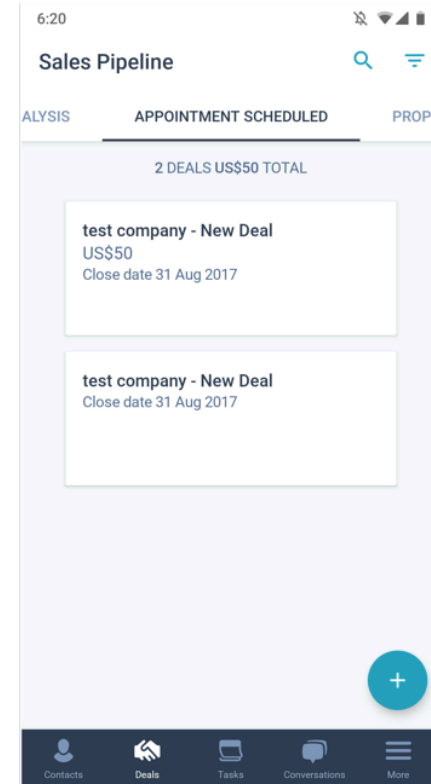 6:20
Sales Pipeline
ALYSIS APPOINTMENT SCHEDULED PROP
2 DEALS US$50 TOTAL
test company - New Deal
US$50
Close date 31 Aug 2017
test company - New Deal
Close date 31 Aug 2017
+
Contacts Deals Tasks Conversations More